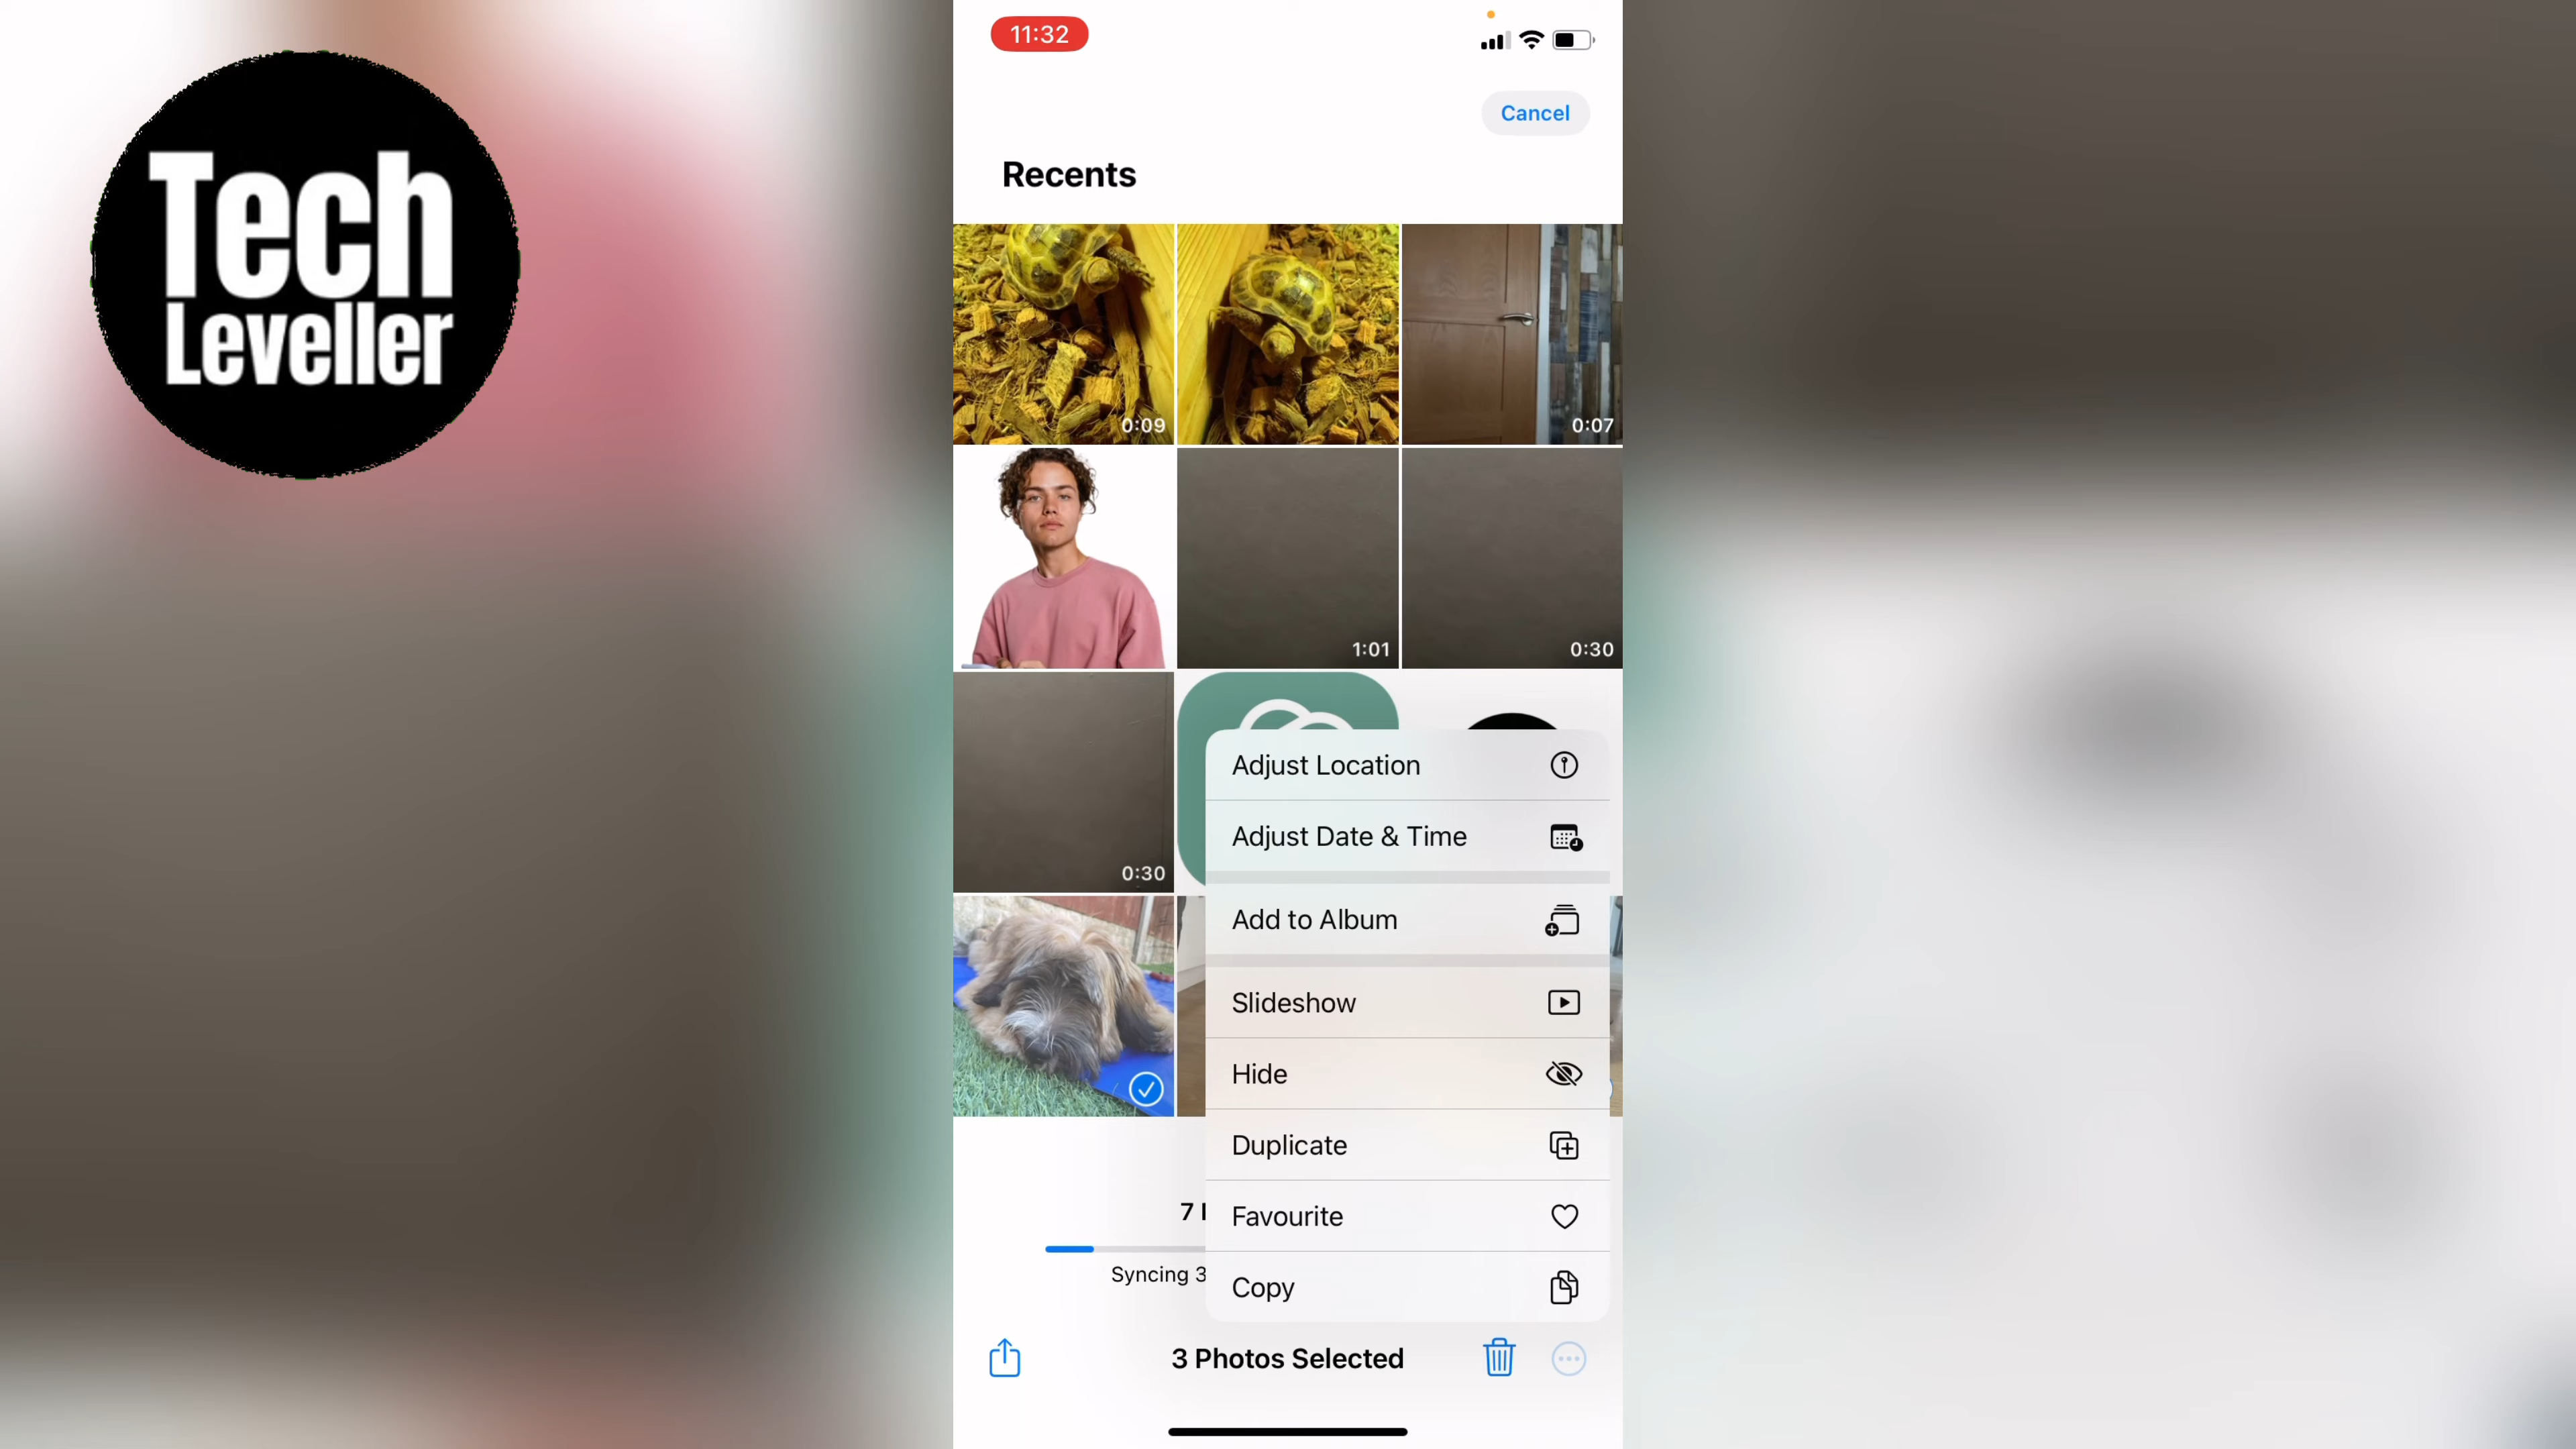 Tech
Leveller
11:32
Cancel
Recents
0:09
0:07
1:01
0:30
0:30
Adjust Location
Adjust Date & Time
Add to Album
Slideshow
Hide
Duplicate
Favourite
Copy
7
Syncing 3
3 Photos Selected